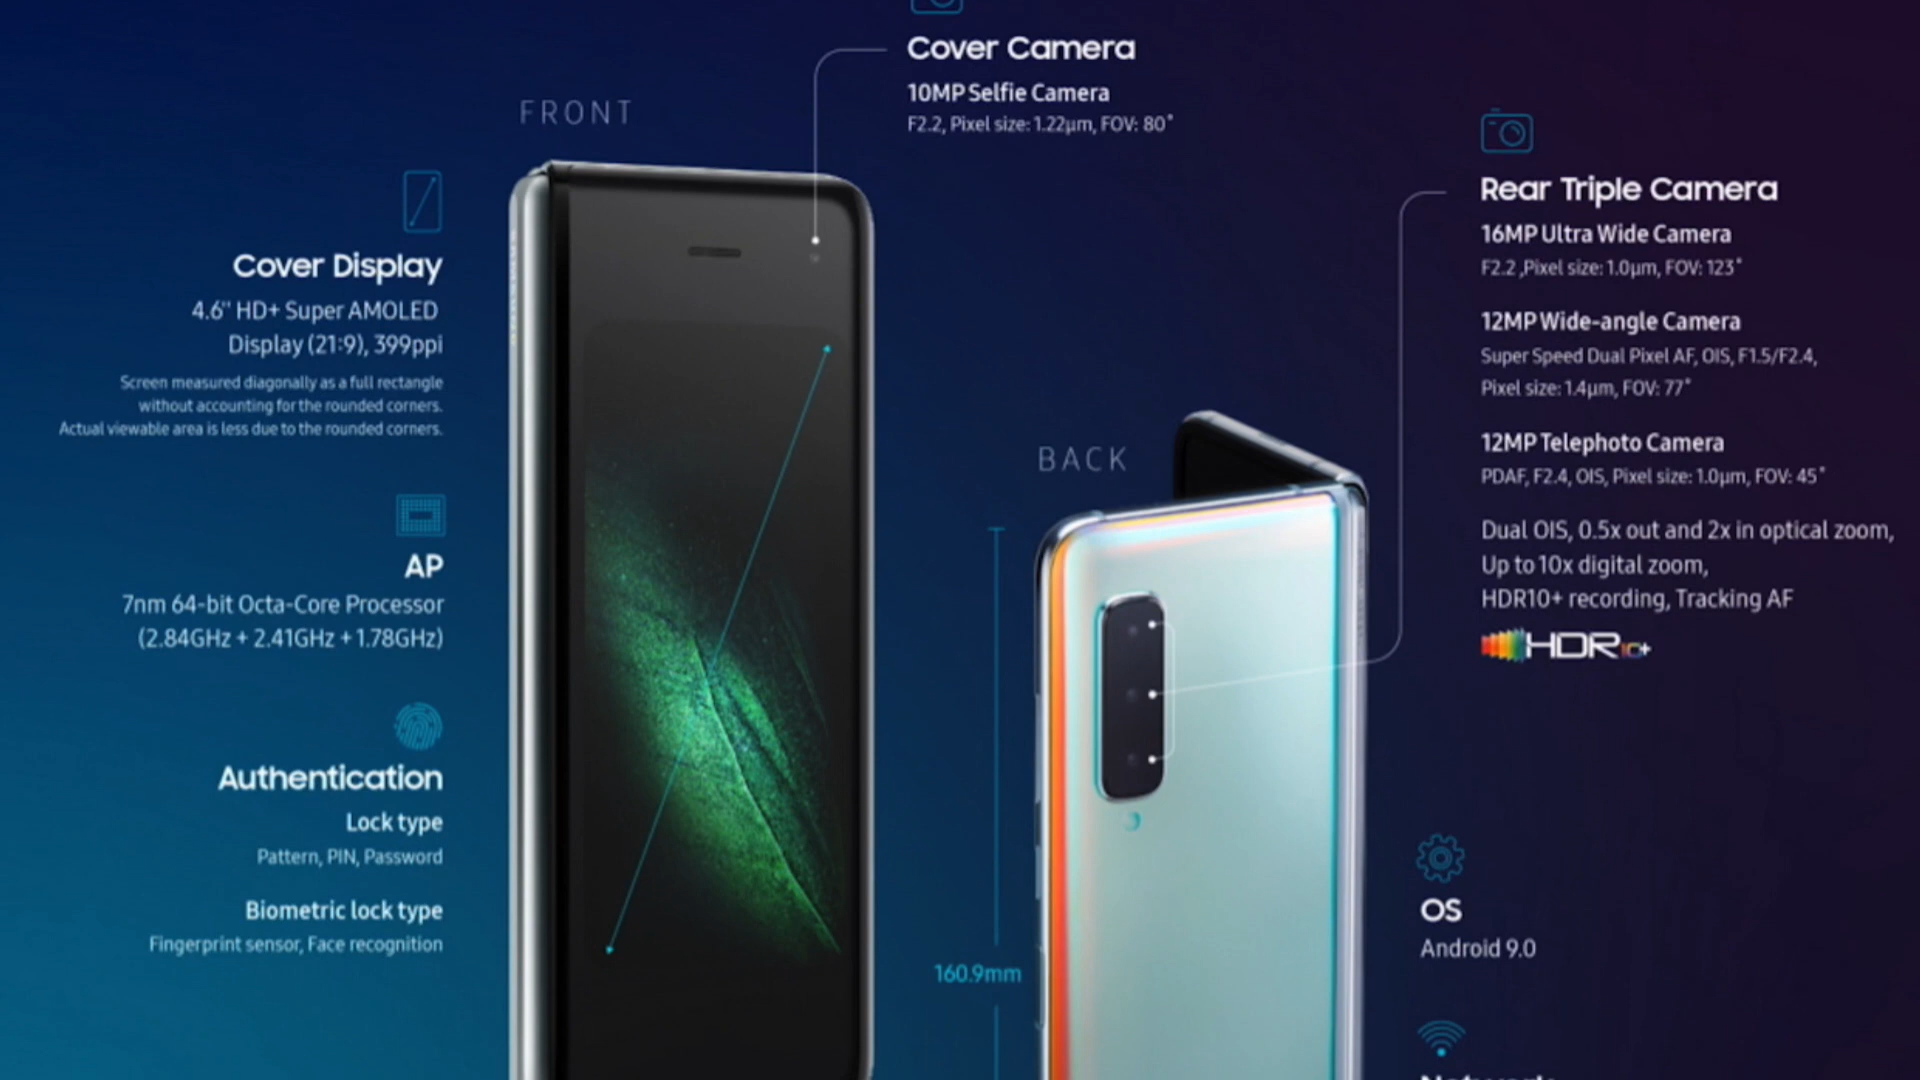 Cover Camera
10MP Selfie Camera
F2.2, Pixel size: 1.22μm, FOV: 80˚
FRONT
Cover Display
4.6" HD+ Super AMOLED
Display (21:9), 399ppi
Screen measured diagonally as a full rectangle
without accounting for the rounded corners.
Actual viewable area is less due to the rounded corners.
AP
7nm 64-bit Octa-Core Processor
(2.84GHz + 2.41GHz + 1.78GHz)
Authentication
Lock type
Pattern, PIN, Password
Biometric lock type
Fingerprint sensor, Face recognition
BACK
160.9mm
Rear Triple Camera
16MP Ultra Wide Camera
F2.2 ,Pixel size: 1.0μm, FOV: 123˚
12MP Wide-angle Camera
Super Speed Dual Pixel AF, OIS, F1.5/F2.4,
Pixel size: 1.4μm, FOV: 77˚
12MP Telephoto Camera
PDAF, F2.4, OIS, Pixel size: 1.0μm, FOV: 45˚
Dual OIS, 0.5x out and 2x in optical zoom,
Up to 10x digital zoom,
HDR10+ recording, Tracking AF
HDR10+
OS
Android 9.0